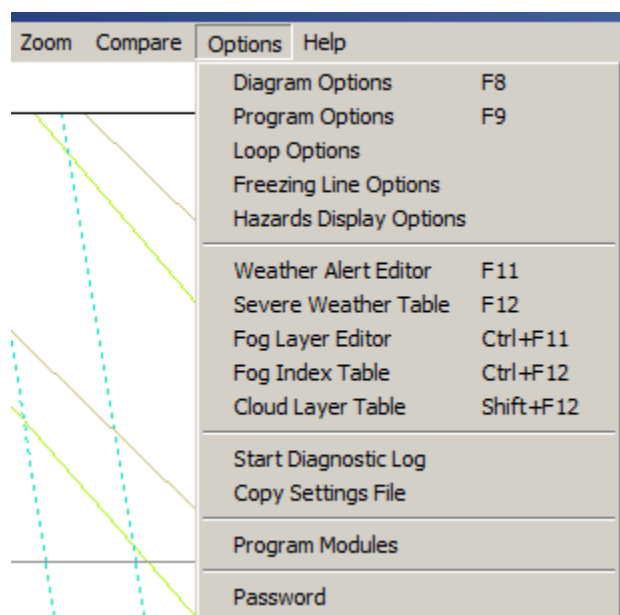 Zoom Compare Options Help
Diagram Options F8
Program Options F9
Loop Options
Freezing Line Options
Hazards Display Options
Weather Alert Editor F11
Severe Weather Table F12
Fog Layer Editor Ctrl+F11
Fog Index Table Ctrl+F12
Cloud Layer Table Shift+F12
Start Diagnostic Log
Copy Settings File
Program Modules
Password